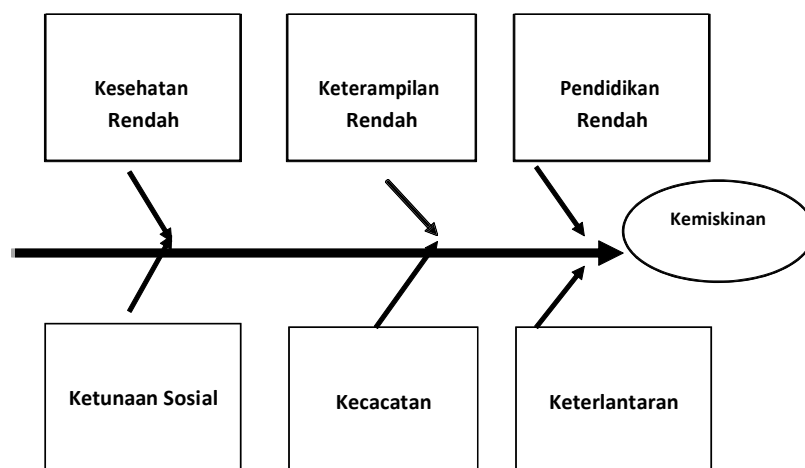 Kesehatan
Rendah
Keterampilan
Rendah
Pendidikan
Rendah
Kemiskinan
Ketunaan Sosial
Kecacatan
Keterlantaran